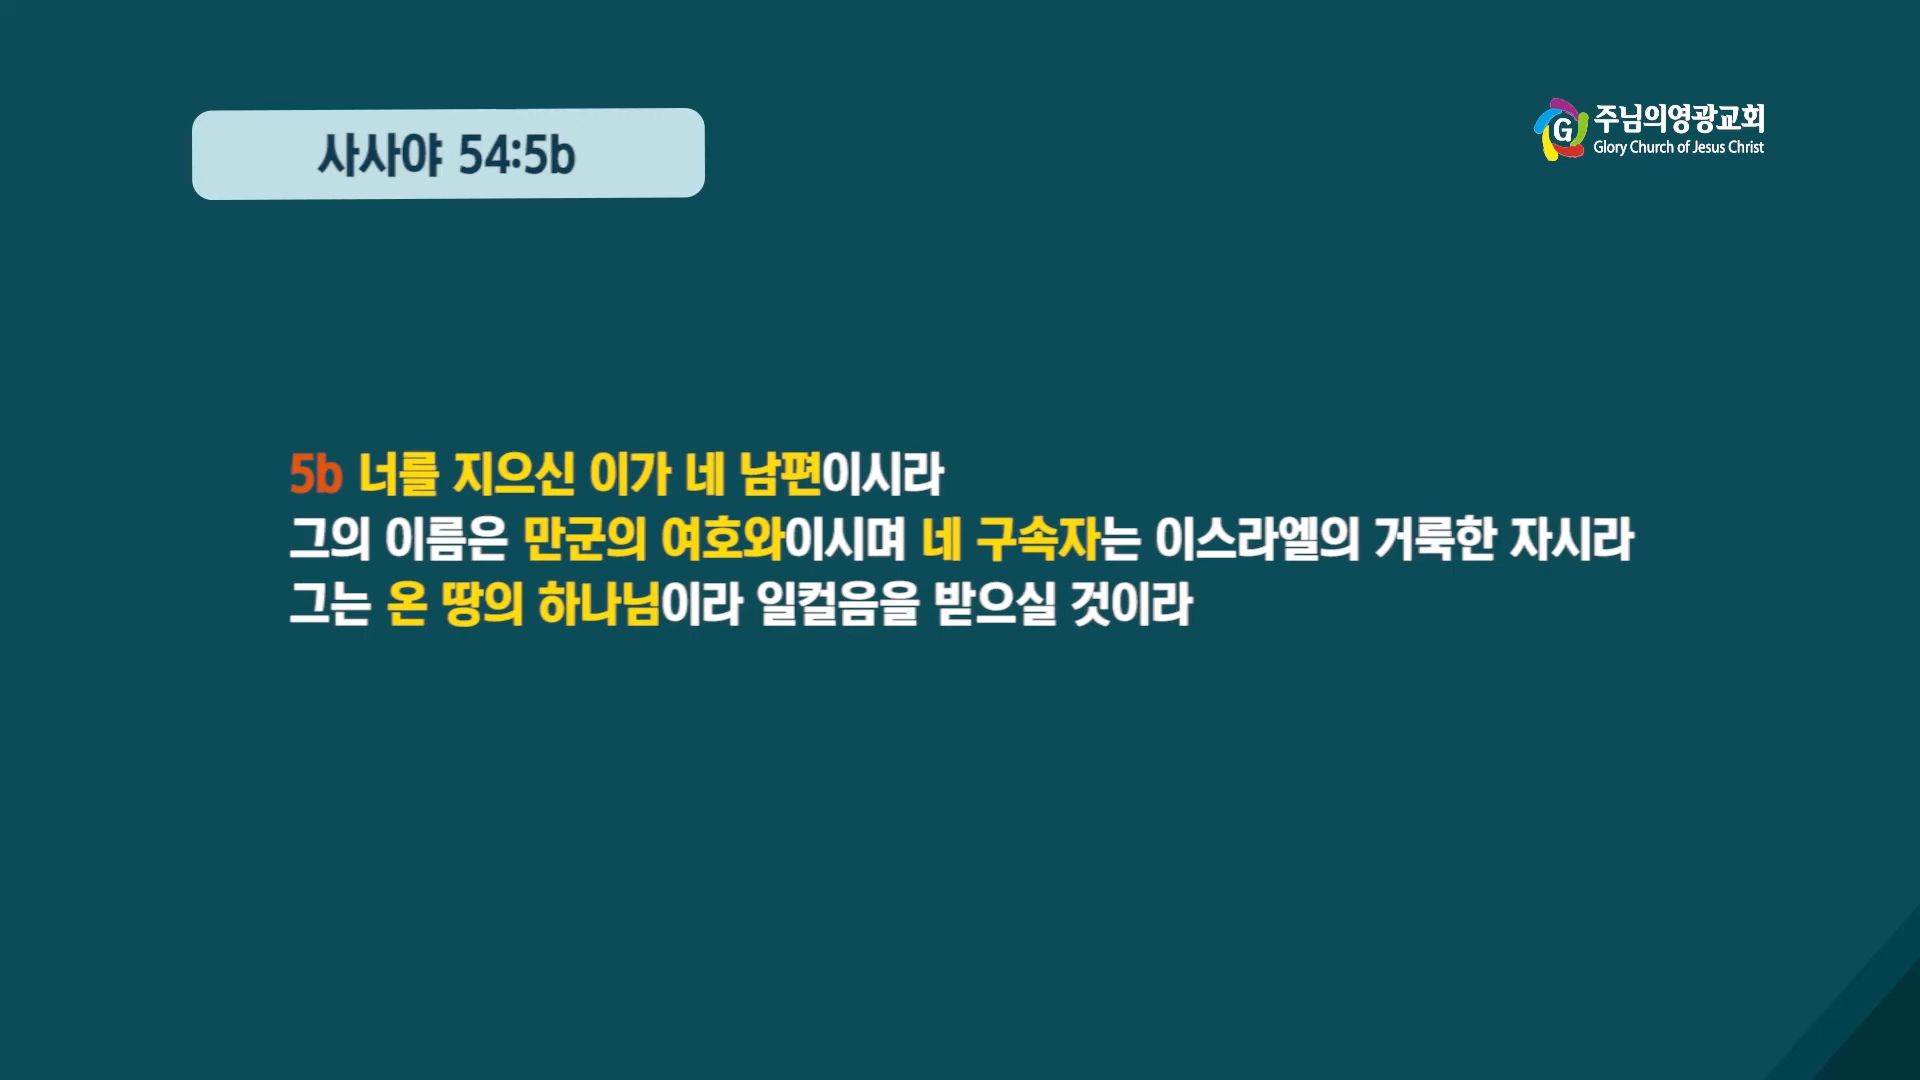 사사야 54:5b
G 주님의영광교회
Glory Church of Jesus Christ
5b 너를 지으신 이가 네 남편이시라
그의 이름은 만군의 여호와이시며 네 구속자는 이스라엘의 거룩한 자시라
그는 온 땅의 하나님이라 일컬음을 받으실 것이라